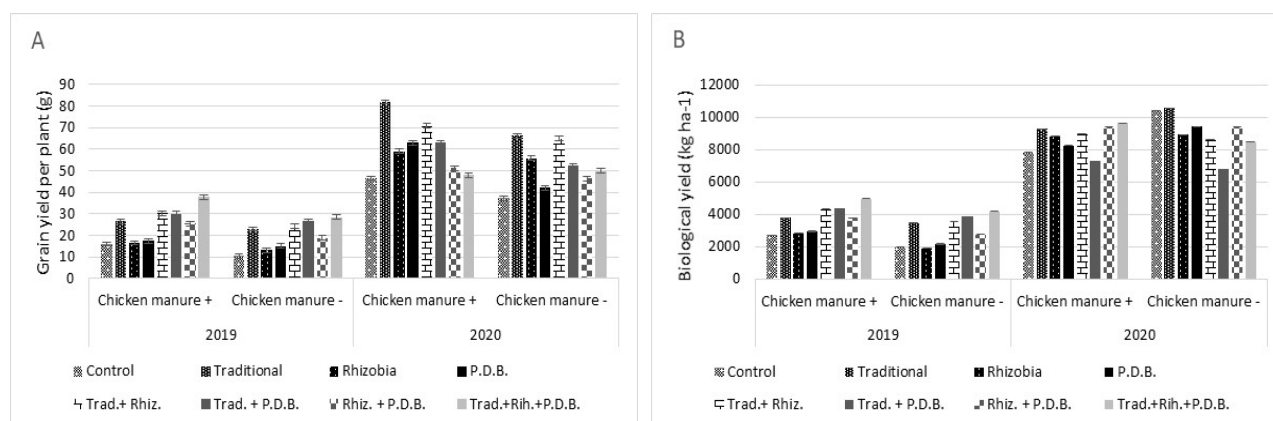 A
Grain yield per plant (g)
90
80
70
60
50
40
30
20
10
0
Chicken manure + Chicken manure - Chicken manure + Chicken manure -
2019 2020
Control Traditional Rhizobia P.D.B.
Trad.+ Rhiz. Trad. + P.D.B. Rhiz. + P.D.B. Trad.+Rih.+P.D.B.
B
Biological yield (kg ha-1)
12000
10000
8000
6000
4000
2000
0
Chicken manure + Chicken manure - Chicken manure + Chicken manure -
2019 2020
Control Traditional Rhizobia P.D.B.
Trad.+ Rhiz. Trad. + P.D.B. Rhiz. + P.D.B. Trad.+Rih.+P.D.B.